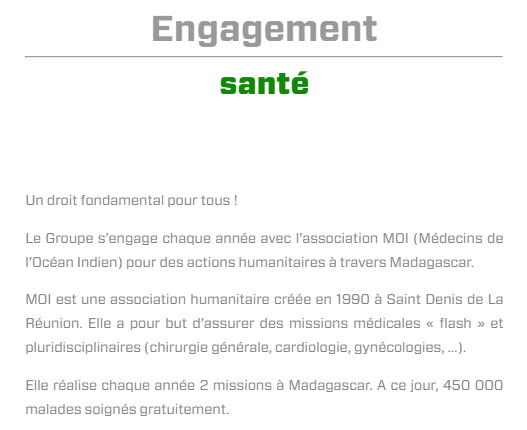 Engagement
santé
Un droit fondamental pour tous !
Le Groupe s'engage chaque année avec l'association MOI (Médecins de
l'Océan Indien) pour des actions humanitaires à travers Madagascar.
MOI est une association humanitaire créée en 1990 à Saint Denis de La
Réunion. Elle a pour but d'assurer des missions médicales « flash » et
pluridisciplinaires (chirurgie générale, cardiologie, gynécologies, ...).
Elle réalise chaque année 2 missions à Madagascar. A ce jour, 450 000
malades soignés gratuitement.